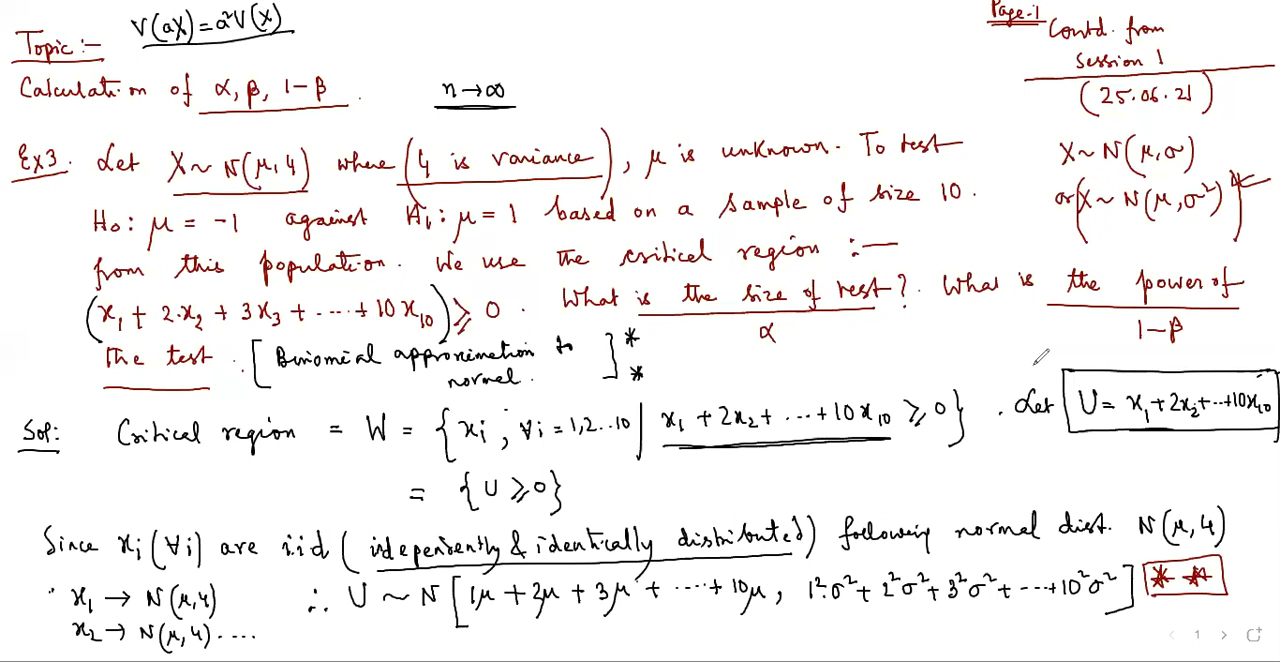 V(aX)=a²V(X)
Page-1
Contd. from
Session 1
(25.06.21)
Topic:-
Calculation of α, β, 1-β.
n→∞
Ex3. Let X~N(μ,4) where (4 is variance), μ is unknown. To test
X~N(μ,σ)
or (X~N(μ,σ²))
H₀: μ = -1 against H₁: μ = 1 based on a sample of size 10.
from this population. We use the critical region :-
(x₁ + 2.x₂ + 3x₃ + ..... + 10x₁₀) ≥ 0. What is the size of test? What is the power of
α
1-β
the test. [Binomial approximation to normal.] * *
Sol: Critical region = W = {xᵢ, ∀i = 1,2..10 | x₁ + 2x₂ + ... + 10x₁₀ ≥ 0}. Let U = x₁+2x₂+...+10x₁₀
= {U ≥ 0}
Since xᵢ(∀i) are iid (independently & identically distributed) following normal dist. N(μ,4)
x₁ → N(μ,4)
∴ U ~ N[1μ + 2μ + 3μ + ..... + 10μ, 1²σ² + 2²σ² + 3²σ² + ... + 10²σ²] **
x₂ → N(μ,4)....
1